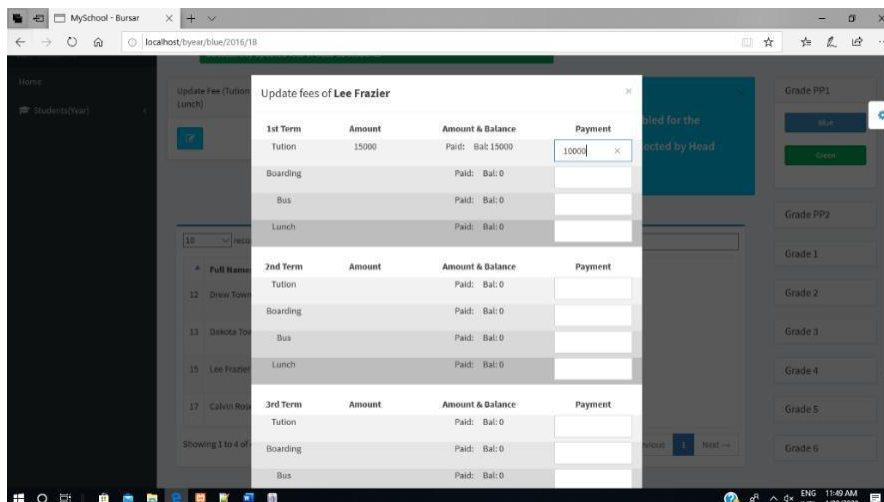 MySchool - Bursar
localhost/byear/blue/2016/1B
Home
Students(Year)
Update Fee (Tution
Lunch)
Update fees of Lee Frazier
bled for the
ected by Head
Grade PP1
Blue
Green
Grade PP2
Grade 1
Grade 2
Grade 3
Grade 4
Grade 5
Grade 6
1st Term Amount Amount & Balance Payment
Tution 15000 Paid: Bal: 15000 10000
Boarding Paid: Bal: 0
Bus Paid: Bal: 0
Lunch Paid: Bal: 0
2nd Term Amount Amount & Balance Payment
Tution Paid: Bal: 0
Boarding Paid: Bal: 0
Bus Paid: Bal: 0
Lunch Paid: Bal: 0
3rd Term Amount Amount & Balance Payment
Tution Paid: Bal: 0
Boarding Paid: Bal: 0
Bus Paid: Bal: 0
10
# Full Name
12 Drew Town
13 Dakota Tow
15 Lee Frazier
17 Calvin Rose
Showing 1 to 4 of
1 Next →
ENG 11:49 AM